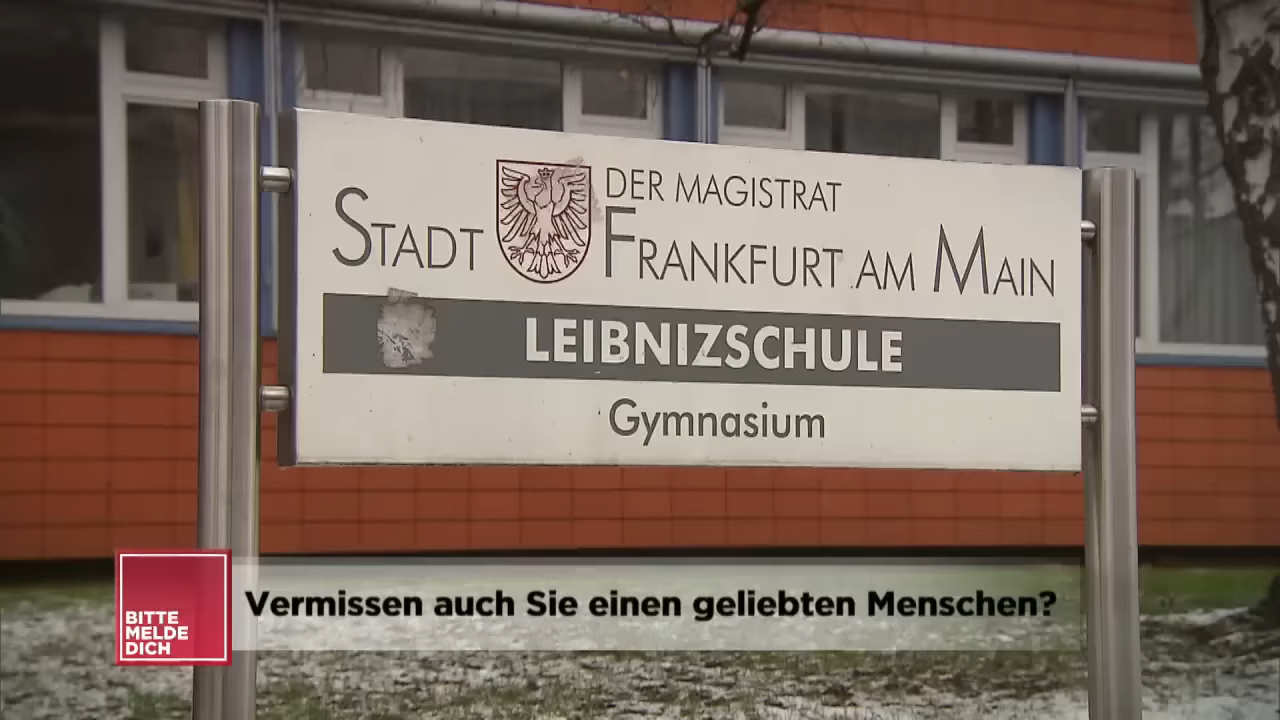 DER MAGISTRAT
STADT FRANKFURT AM MAIN
LEIBNIZSCHULE
Gymnasium
BITTE
MELDE
DICH
Vermissen auch Sie einen geliebten Menschen?